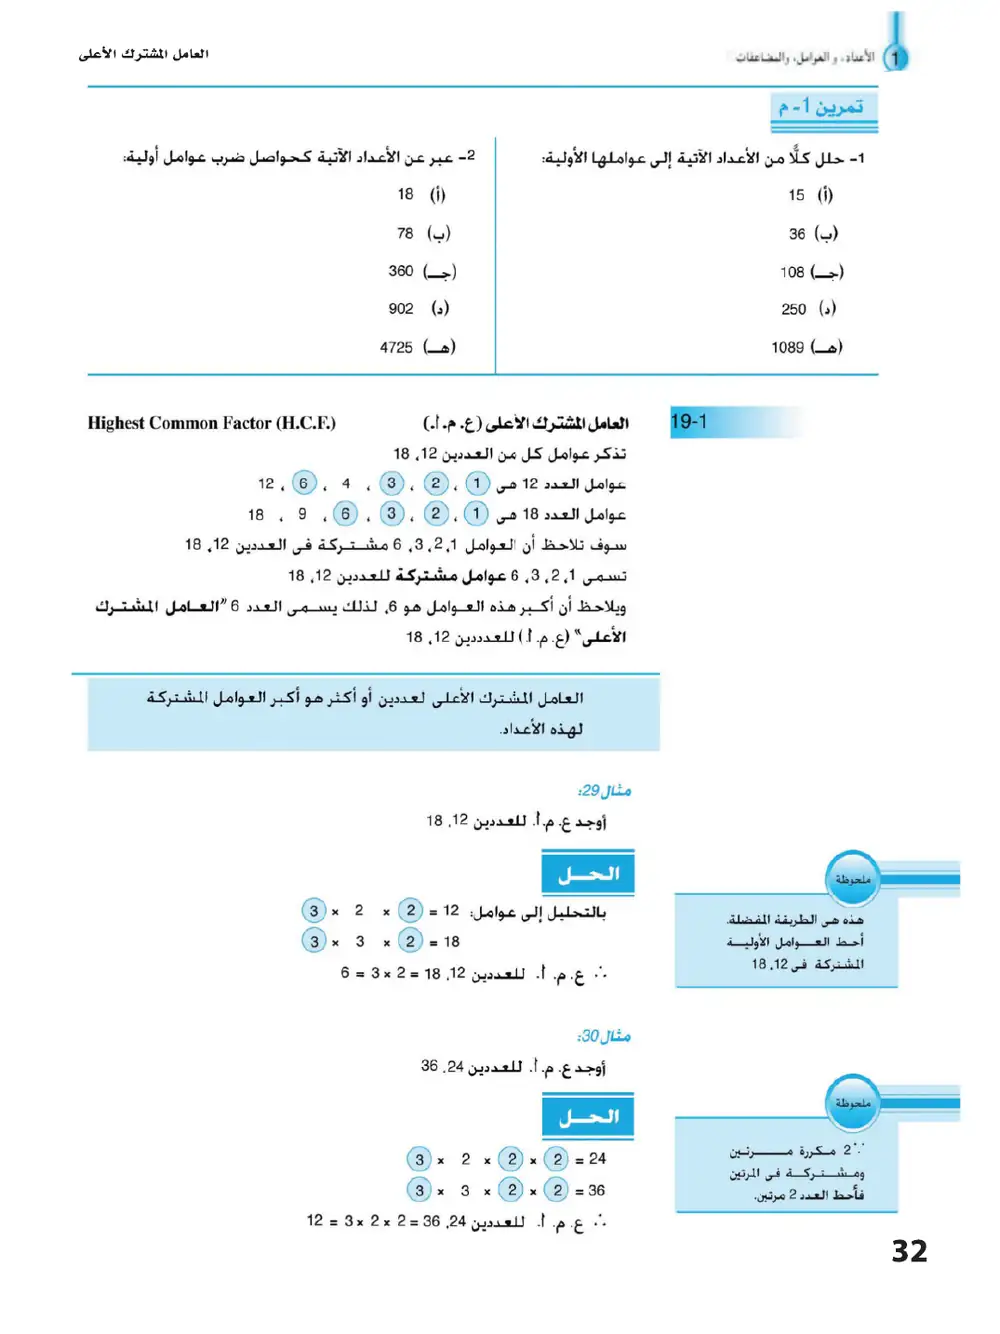 1 الأعداد، و العوامل، والمضاعفات
العامل المشترك الأعلى
تمرين 1- م
1- حلل كلًّا من الأعداد الآتية إلى عواملها الأولية:
(أ) 15
(ب) 36
(جـ) 108
(د) 250
(هـ) 1089
2- عبر عن الأعداد الآتية كحواصل ضرب عوامل أولية:
(أ) 18
(ب) 78
(جـ) 360
(د) 902
(هـ) 4725
19-1
العامل المشترك الأعلى (ع. م. أ.) Highest Common Factor (H.C.F.)
تذكر عوامل كل من العددين 12، 18
عوامل العدد 12 هى 1 ، 2 ، 3 ، 4 ، 6 ، 12
عوامل العدد 18 هى 1 ، 2 ، 3 ، 6 ، 9 ، 18
سوف تلاحظ أن العوامل 1، 2، 3، 6 مشتركة فى العددين 12، 18
تسمى 1، 2، 3، 6 عوامل مشتركة للعددين 12، 18
ويلاحظ أن أكبر هذه العوامل هو 6، لذلك يسمى العدد 6 "العامل المشترك
الأعلى" (ع. م. أ.) للعدددين 12، 18
العامل المشترك الأعلى لعددين أو أكثر هو أكبر العوامل المشتركة
لهذه الأعداد.
مثال 29:
أوجد ع. م. أ. للعددين 12، 18
الحل
بالتحليل إلى عوامل: 12 = 2 × 2 × 3
18 = 2 × 3 × 3
∴ ع. م. أ. للعددين 12، 18 = 2 × 3 = 6
ملحوظة
هذه هى الطريقة المفضلة.
أحط العوامل الأولية
المشتركة فى 12، 18
مثال 30:
أوجد ع. م. أ. للعددين 24، 36
الحل
24 = 2 × 2 × 2 × 3
36 = 2 × 2 × 3 × 3
∴ ع. م. أ. للعددين 24، 36 = 2 × 2 × 3 = 12
ملحوظة
∵ 2 مكررة مرتين
ومشتركة فى المرتين
فأحط العدد 2 مرتين.
32